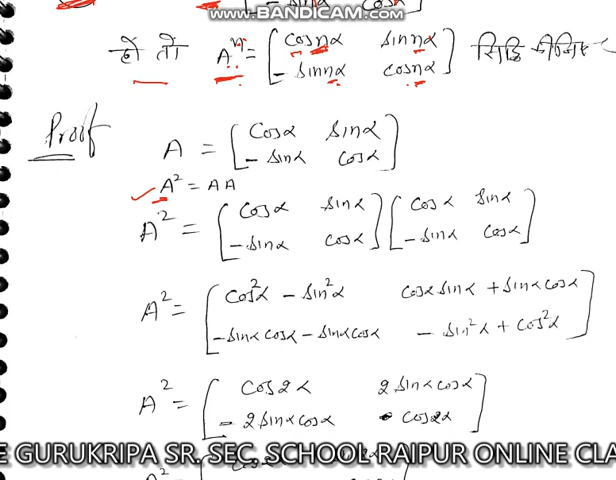 www.BANDICAM.com
हो तो Aⁿ = [cos nα sin nα
-sin nα cos nα] सिद्ध कीजिए
Proof
A = [cosα sinα
-sinα cosα]
✓ A² = AA
A² = [cosα sinα [cosα sinα
-sinα cosα] -sinα cosα]
A² = [cos²α - sin²α cosα sinα + sinα cosα
-sinα cosα - sinα cosα - sin²α + cos²α]
A² = [cos2α 2 sinα cosα
- 2 sinα cosα cos2α]
E GURUKRIPA SR. SEC. SCHOOL RAIPUR ONLINE CLA